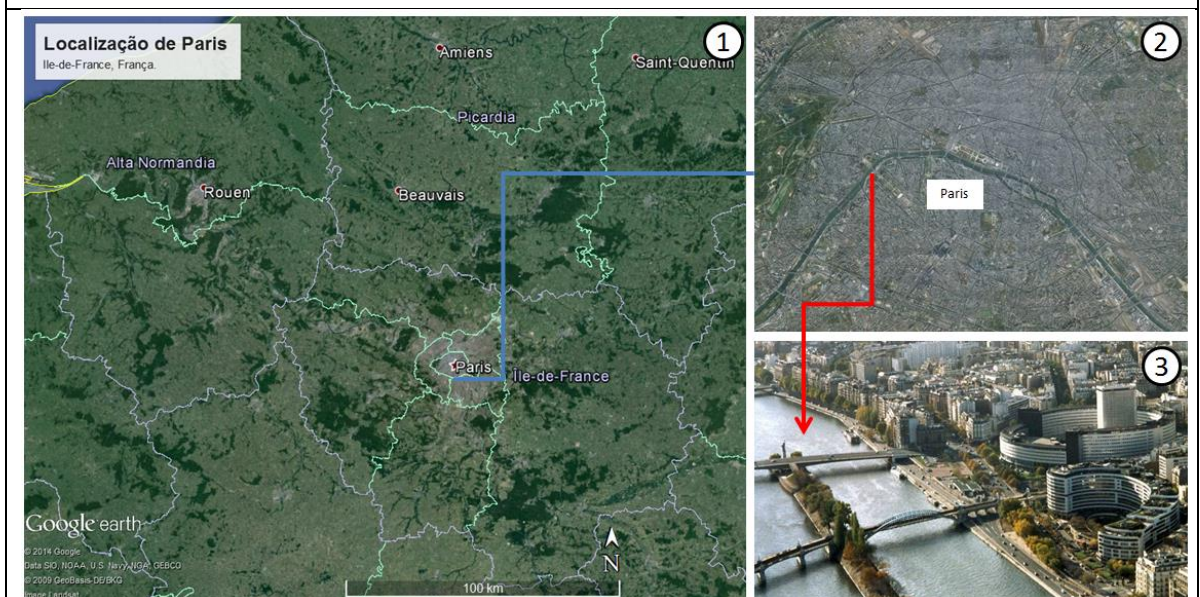 Localização de Paris
Ile-de-France, França.
1
Amiens
Saint-Quentin
Picardia
Alta Normandia
Rouen
Beauvais
Paris
Île-de-France
Google earth
© 2014 Google
Data SIO, NOAA, U.S. Navy, NGA, GEBCO
© 2009 GeoBasis-DE/BKG
Image Landsat
N
100 km
2
Paris
3